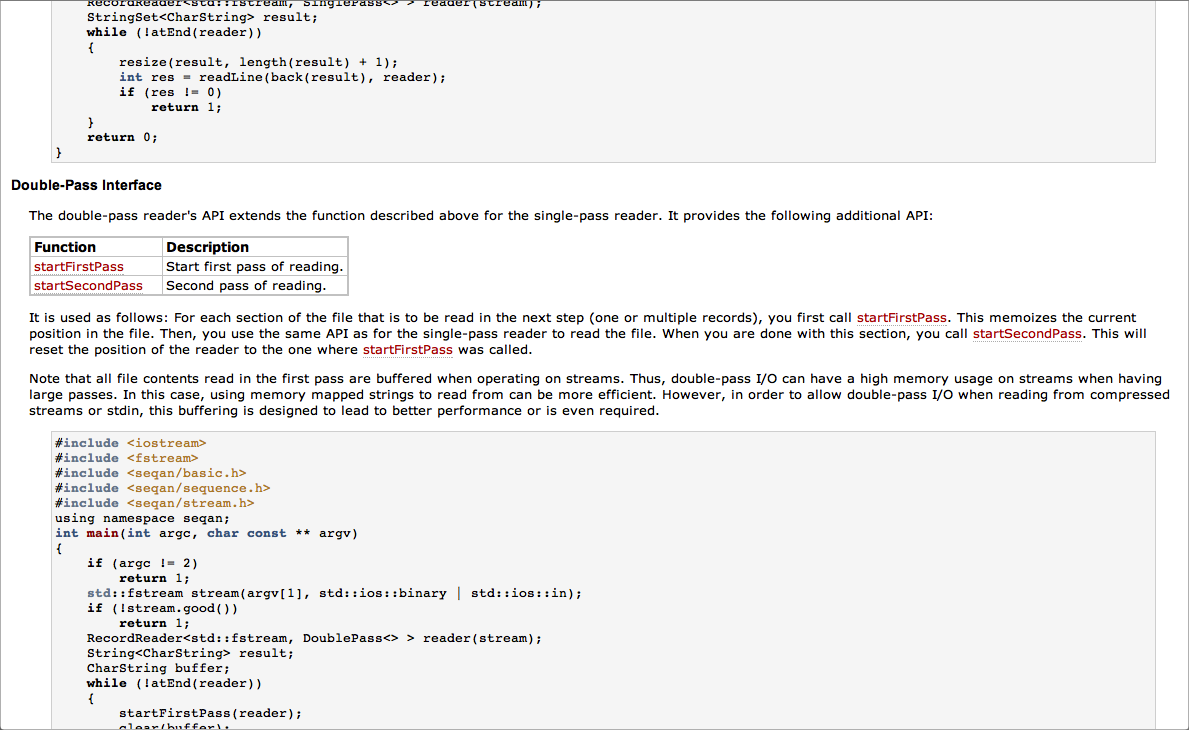 RecordReader<std::fstream, SinglePass<> > reader(stream);
StringSet<CharString> result;
while (!atEnd(reader))
{
resize(result, length(result) + 1);
int res = readLine(back(result), reader);
if (res != 0)
return 1;
}
return 0;
}
Double-Pass Interface
The double-pass reader's API extends the function described above for the single-pass reader. It provides the following additional API:
Function Description
startFirstPass Start first pass of reading.
startSecondPass Second pass of reading.
It is used as follows: For each section of the file that is to be read in the next step (one or multiple records), you first call startFirstPass. This memoizes the current
position in the file. Then, you use the same API as for the single-pass reader to read the file. When you are done with this section, you call startSecondPass. This will
reset the position of the reader to the one where startFirstPass was called.
Note that all file contents read in the first pass are buffered when operating on streams. Thus, double-pass I/O can have a high memory usage on streams when having
large passes. In this case, using memory mapped strings to read from can be more efficient. However, in order to allow double-pass I/O when reading from compressed
streams or stdin, this buffering is designed to lead to better performance or is even required.
#include <iostream>
#include <fstream>
#include <seqan/basic.h>
#include <seqan/sequence.h>
#include <seqan/stream.h>
using namespace seqan;
int main(int argc, char const ** argv)
{
if (argc != 2)
return 1;
std::fstream stream(argv[1], std::ios::binary | std::ios::in);
if (!stream.good())
return 1;
RecordReader<std::fstream, DoublePass<> > reader(stream);
String<CharString> result;
CharString buffer;
while (!atEnd(reader))
{
startFirstPass(reader);
clear(buffer);